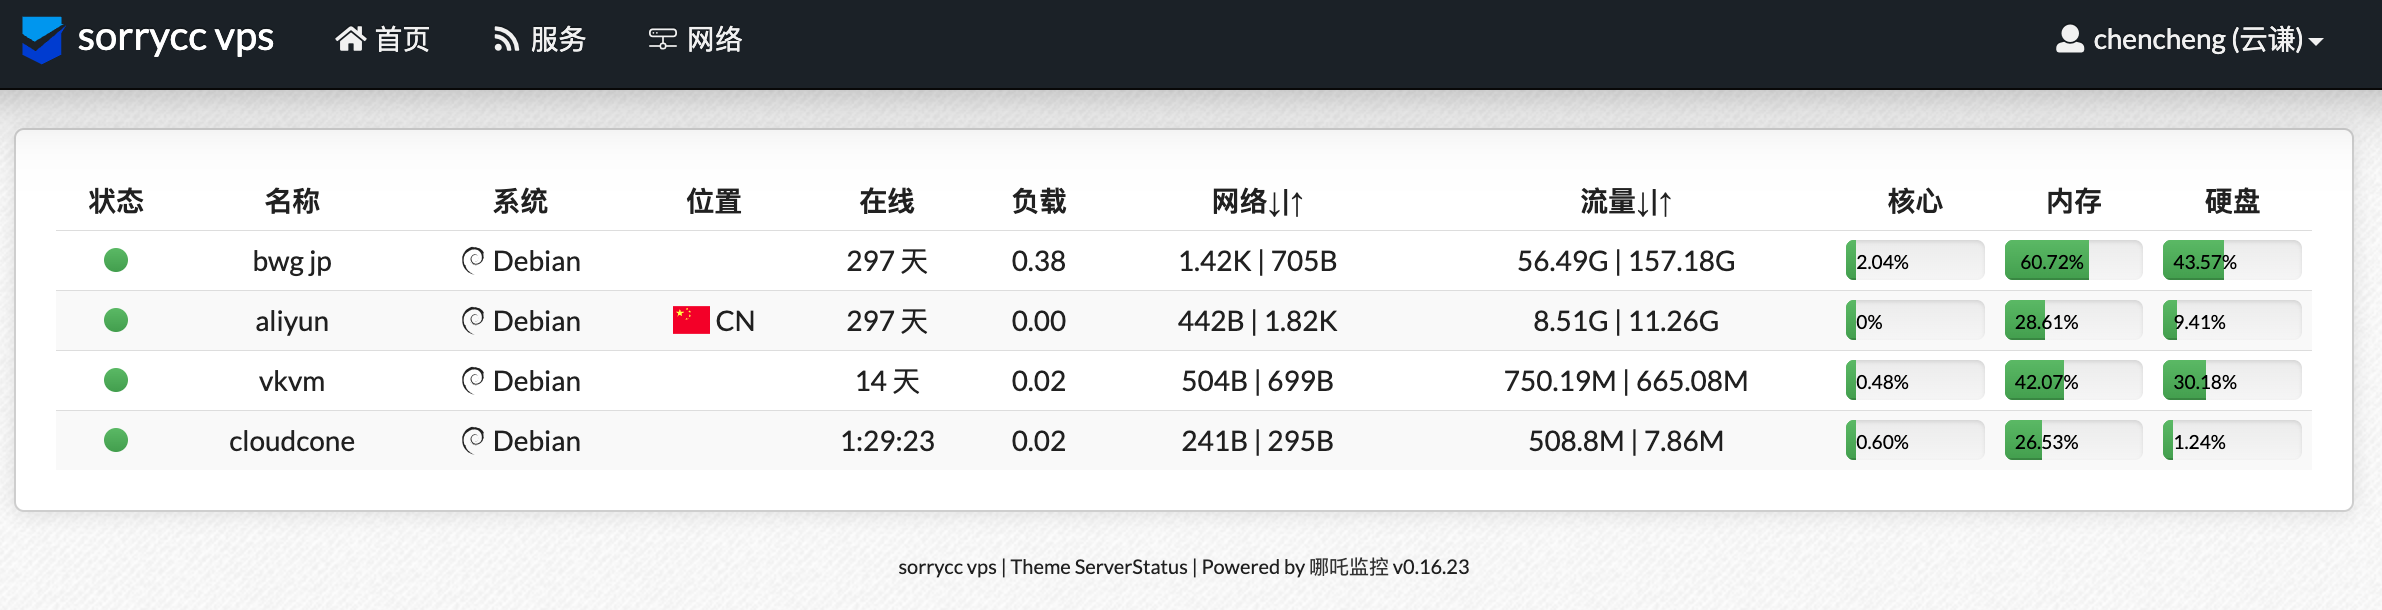 sorrycc vps 首页 服务 网络 chencheng (云谦)
状态 名称 系统 位置 在线 负载 网络↓|↑ 流量↓|↑ 核心 内存 硬盘
bwg jp Debian 297 天 0.38 1.42K | 705B 56.49G | 157.18G 2.04% 60.72% 43.57%
aliyun Debian CN 297 天 0.00 442B | 1.82K 8.51G | 11.26G 0% 28.61% 9.41%
vkvm Debian 14 天 0.02 504B | 699B 750.19M | 665.08M 0.48% 42.07% 30.18%
cloudcone Debian 1:29:23 0.02 241B | 295B 508.8M | 7.86M 0.60% 26.53% 1.24%
sorrycc vps | Theme ServerStatus | Powered by 哪吒监控 v0.16.23